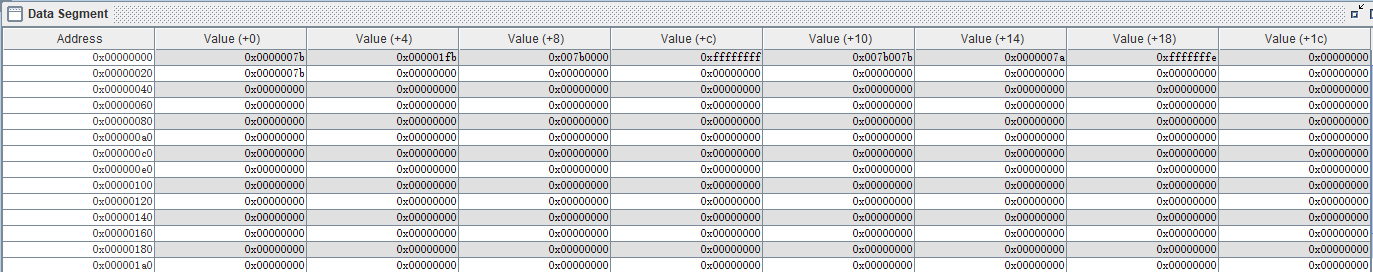 Data Segment
Address Value (+0) Value (+4) Value (+8) Value (+c) Value (+10) Value (+14) Value (+18) Value (+1c)
0x00000000 0x0000007b 0x000001fb 0x007b0000 0xffffffff 0x007b007b 0x0000007a 0xfffffffe 0x00000000
0x00000020 0x0000007b 0x00000000 0x00000000 0x00000000 0x00000000 0x00000000 0x00000000 0x00000000
0x00000040 0x00000000 0x00000000 0x00000000 0x00000000 0x00000000 0x00000000 0x00000000 0x00000000
0x00000060 0x00000000 0x00000000 0x00000000 0x00000000 0x00000000 0x00000000 0x00000000 0x00000000
0x00000080 0x00000000 0x00000000 0x00000000 0x00000000 0x00000000 0x00000000 0x00000000 0x00000000
0x000000a0 0x00000000 0x00000000 0x00000000 0x00000000 0x00000000 0x00000000 0x00000000 0x00000000
0x000000c0 0x00000000 0x00000000 0x00000000 0x00000000 0x00000000 0x00000000 0x00000000 0x00000000
0x000000e0 0x00000000 0x00000000 0x00000000 0x00000000 0x00000000 0x00000000 0x00000000 0x00000000
0x00000100 0x00000000 0x00000000 0x00000000 0x00000000 0x00000000 0x00000000 0x00000000 0x00000000
0x00000120 0x00000000 0x00000000 0x00000000 0x00000000 0x00000000 0x00000000 0x00000000 0x00000000
0x00000140 0x00000000 0x00000000 0x00000000 0x00000000 0x00000000 0x00000000 0x00000000 0x00000000
0x00000160 0x00000000 0x00000000 0x00000000 0x00000000 0x00000000 0x00000000 0x00000000 0x00000000
0x00000180 0x00000000 0x00000000 0x00000000 0x00000000 0x00000000 0x00000000 0x00000000 0x00000000
0x000001a0 0x00000000 0x00000000 0x00000000 0x00000000 0x00000000 0x00000000 0x00000000 0x00000000